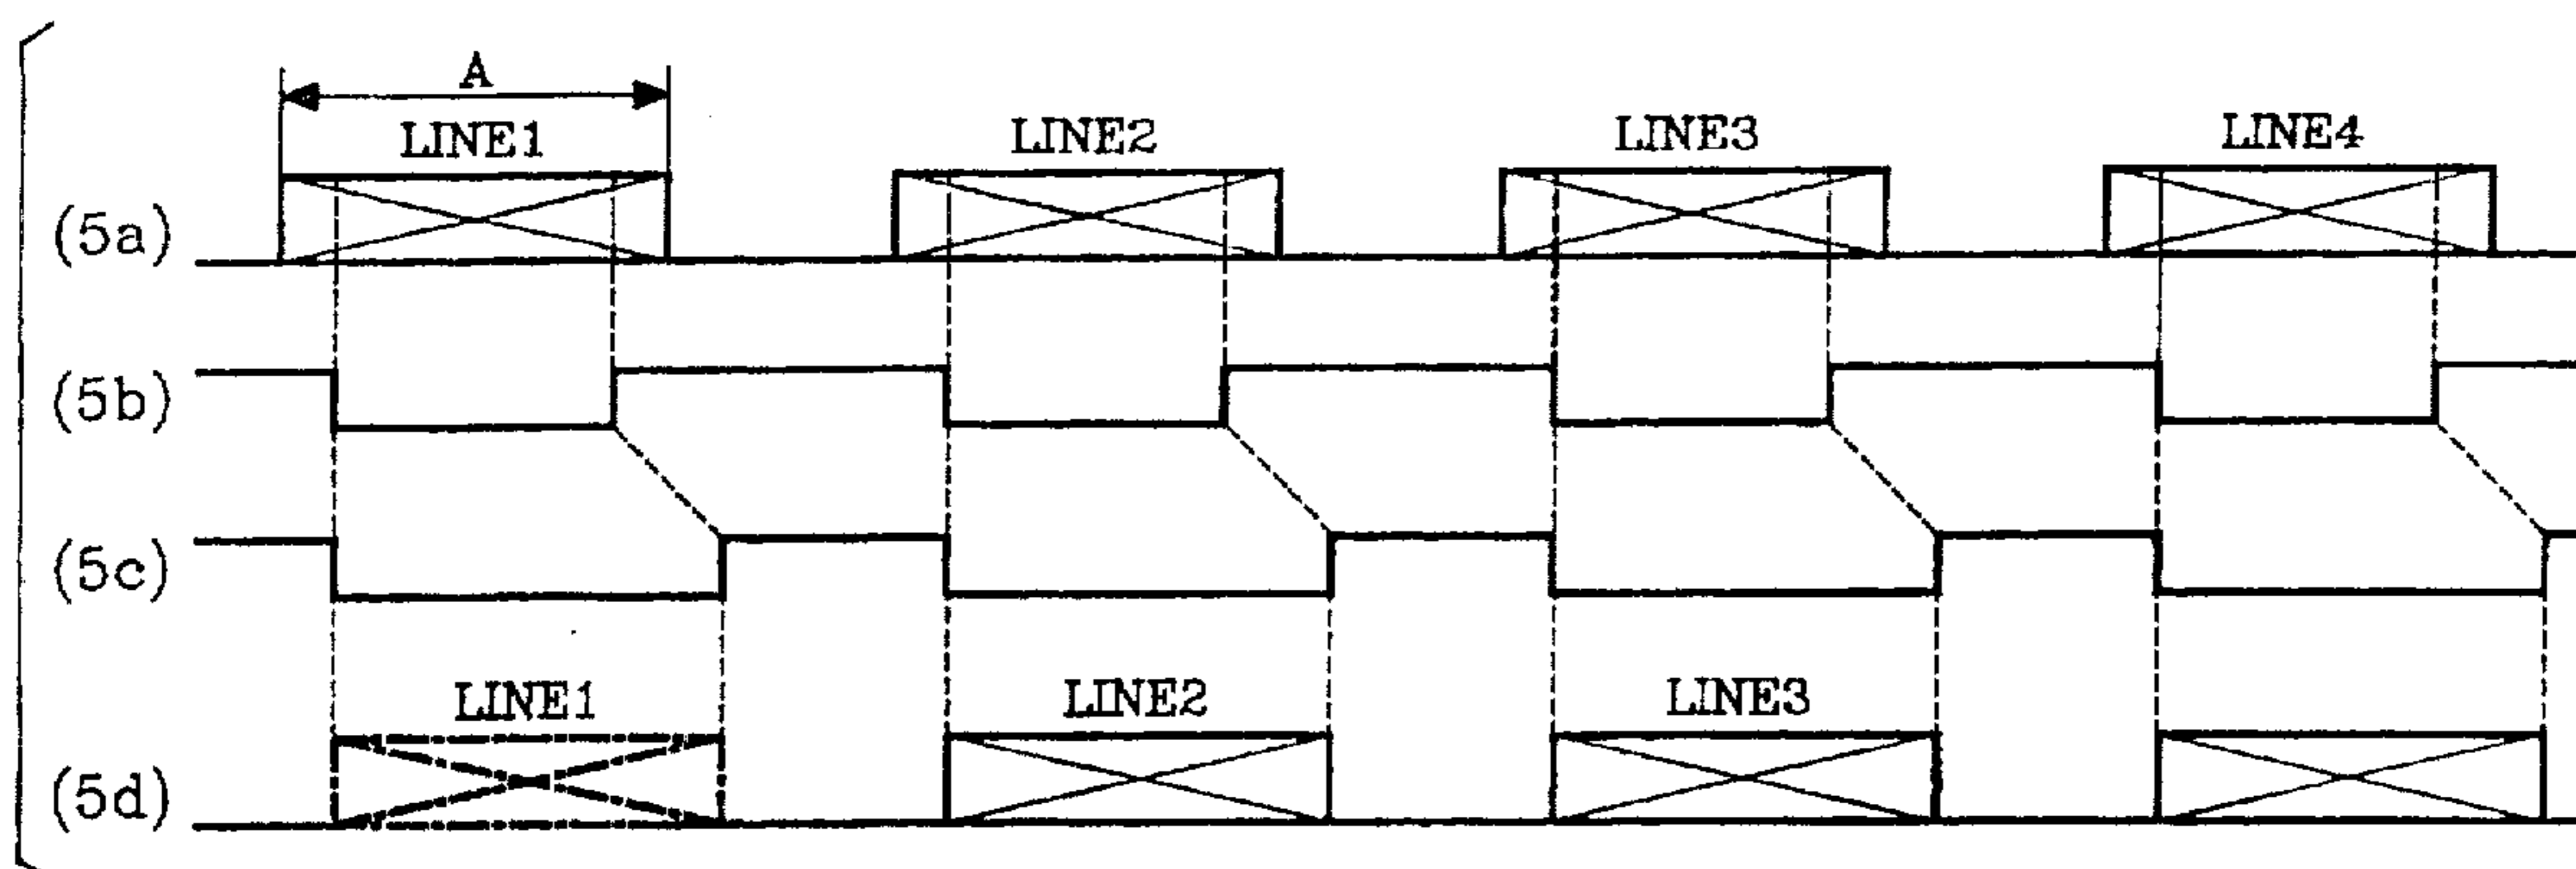 A
LINE1 LINE2 LINE3 LINE4
(5a)
(5b)
(5c)
LINE1 LINE2 LINE3
(5d)